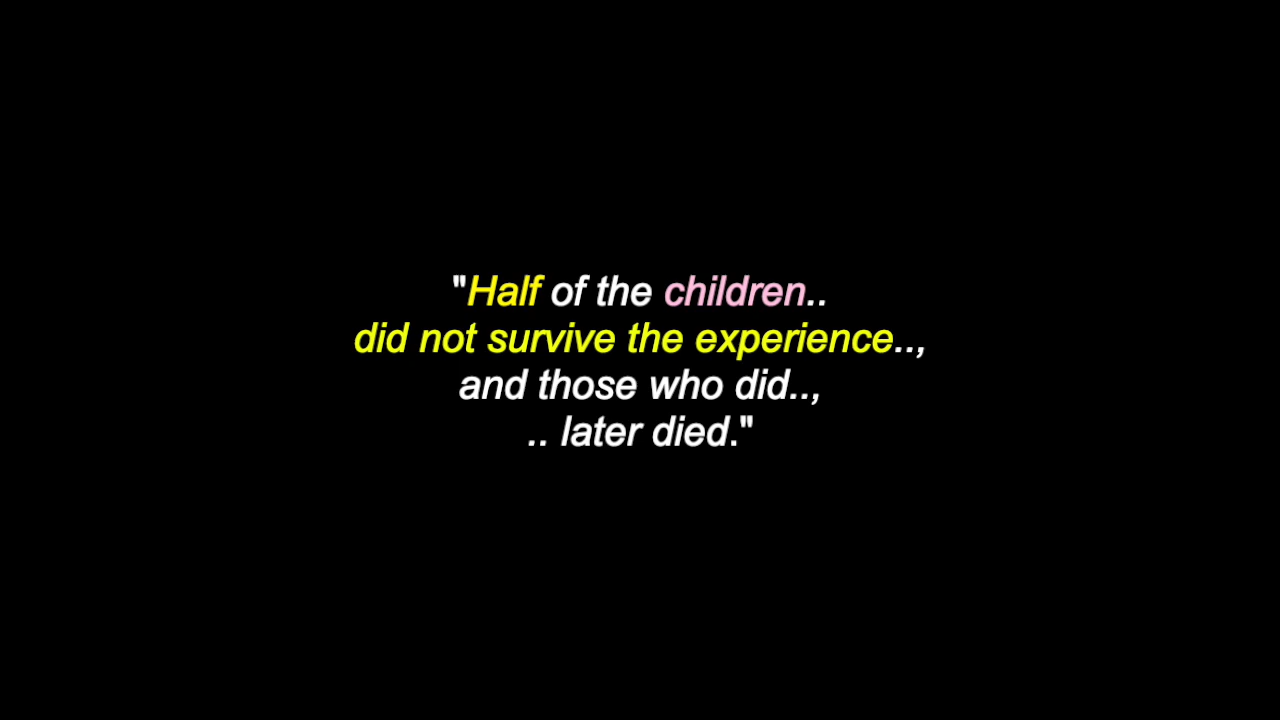 "Half of the children..
did not survive the experience..,
and those who did..,
.. later died."